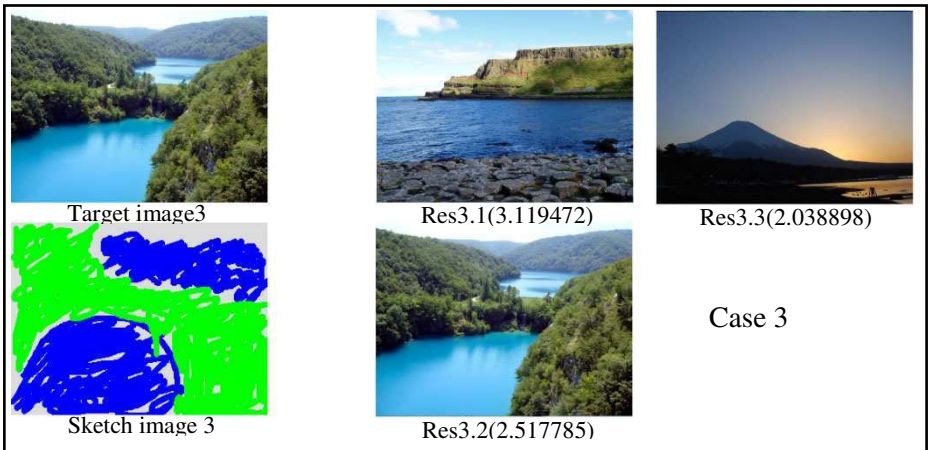 Target image3
Res3.1(3.119472)
Res3.3(2.038898)
Sketch image 3
Res3.2(2.517785)
Case 3